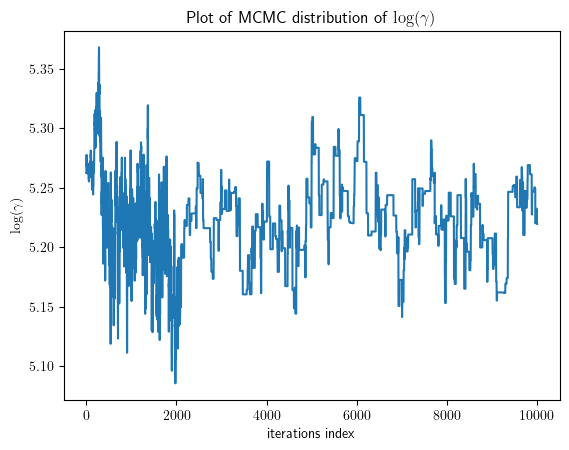 Plot of MCMC distribution of log(γ)
log(γ)
5.35
5.30
5.25
5.20
5.15
5.10
0 2000 4000 6000 8000 10000
iterations index